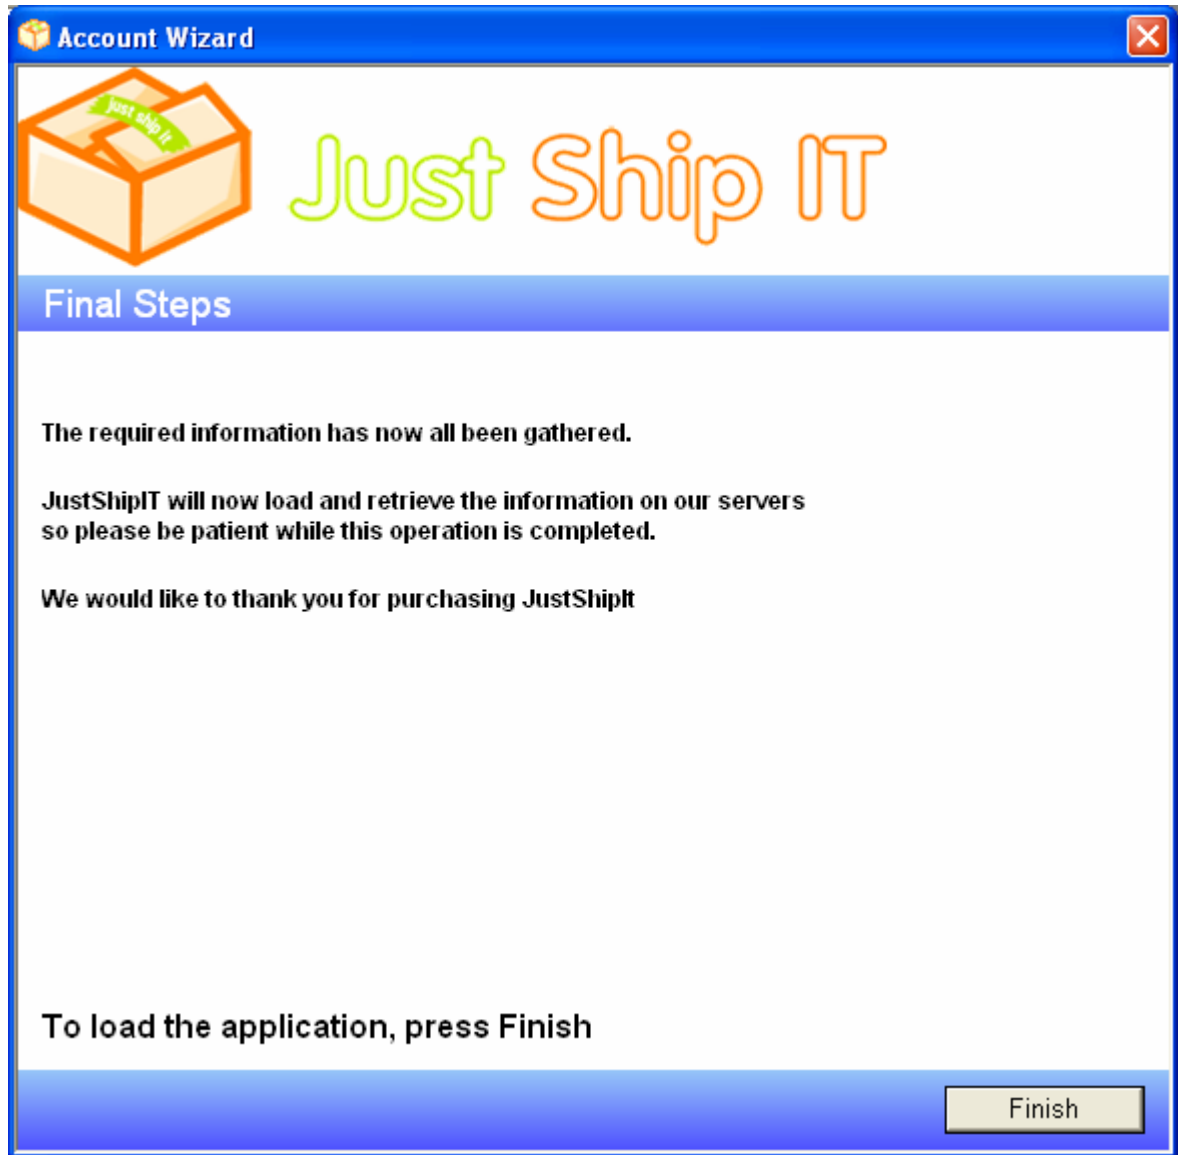 Account Wizard
just ship it
Just Ship IT
Final Steps
The required information has now all been gathered.
JustShipIT will now load and retrieve the information on our servers
so please be patient while this operation is completed.
We would like to thank you for purchasing JustShipIt
To load the application, press Finish
Finish